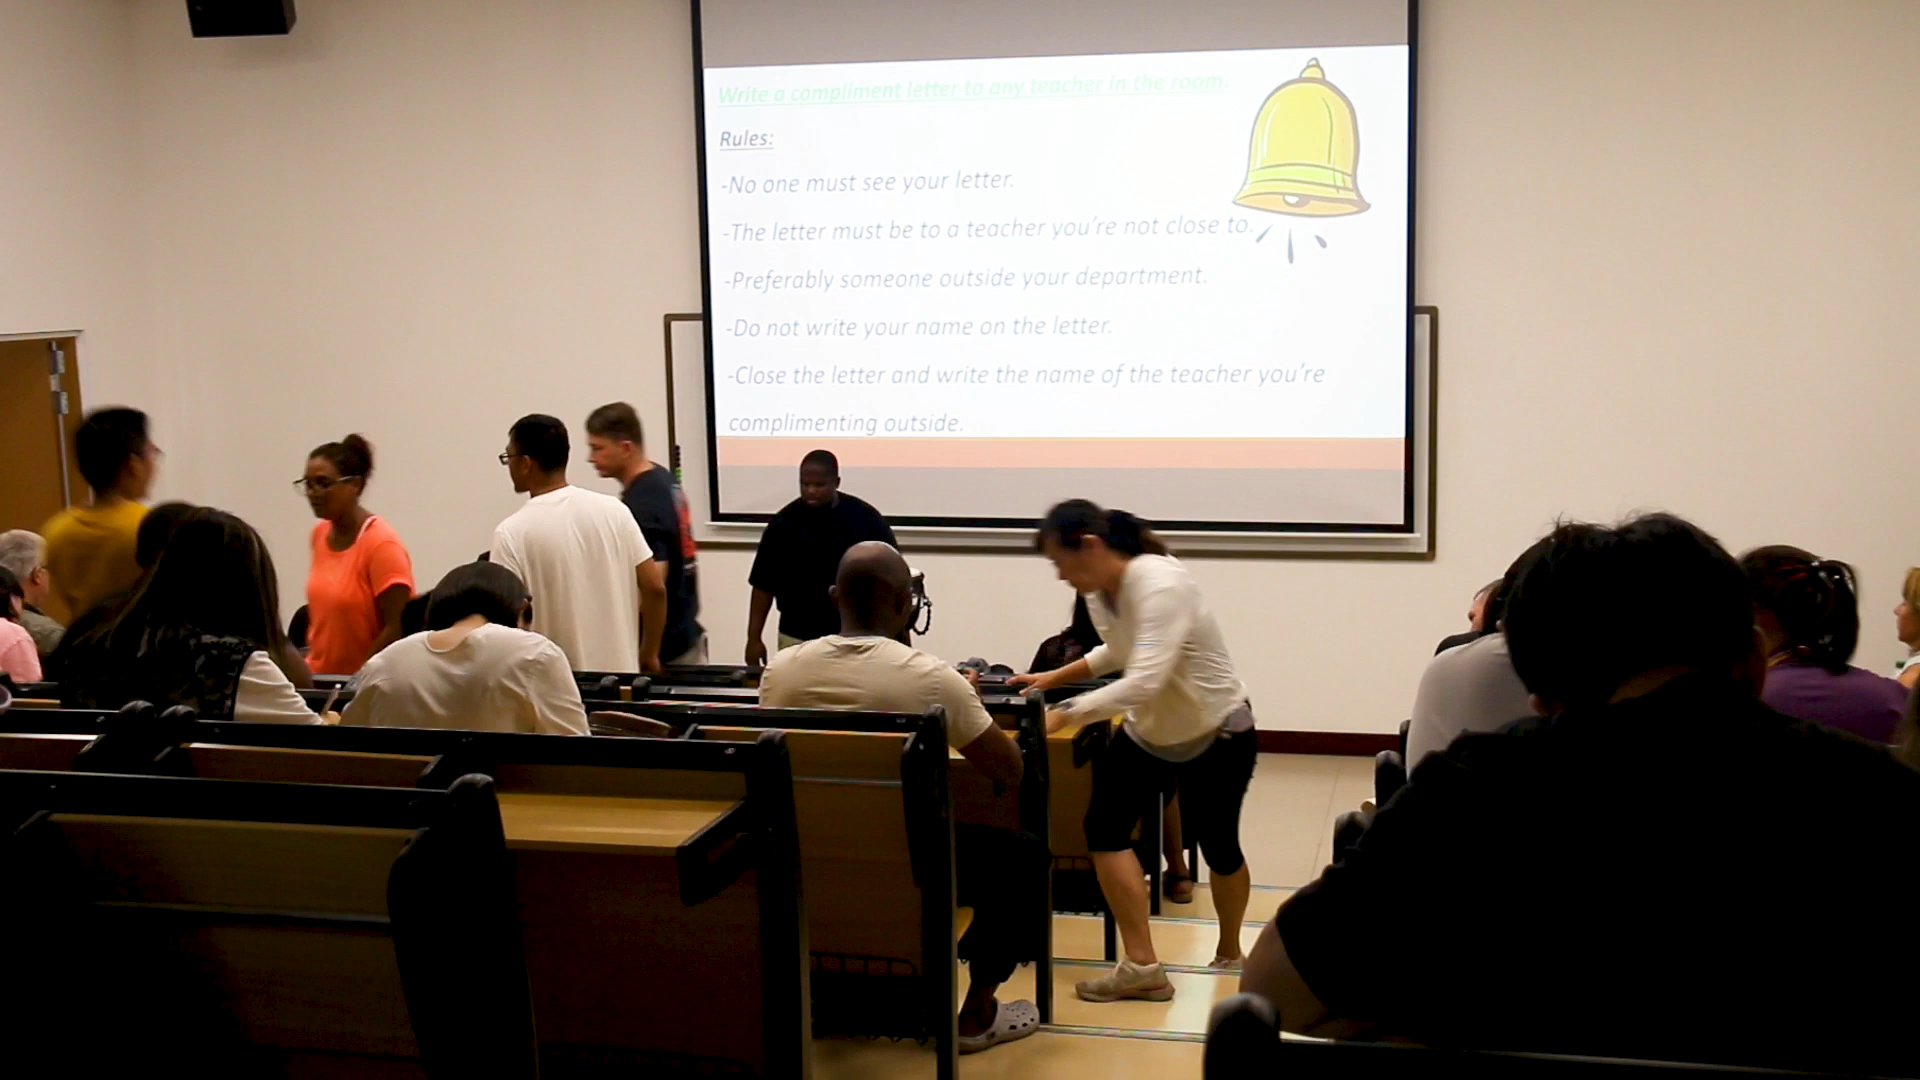 Write a compliment letter to any teacher in the room.
Rules:
-No one must see your letter.
-The letter must be to a teacher you're not close to.
-Preferably someone outside your department.
-Do not write your name on the letter.
-Close the letter and write the name of the teacher you're
complimenting outside.